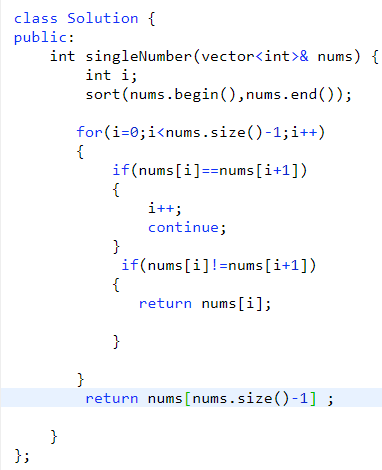 class Solution {
public:
    int singleNumber(vector<int>& nums) {
        int i;
        sort(nums.begin(),nums.end());
       for(i=0;i<nums.size()-1;i++)
       {
           if(nums[i]==nums[i+1])
           {
               i++;
               continue;
           }
            if(nums[i]!=nums[i+1])
           {
              return nums[i];
           }
       }
        return nums[nums.size()-1] ;
    }
};